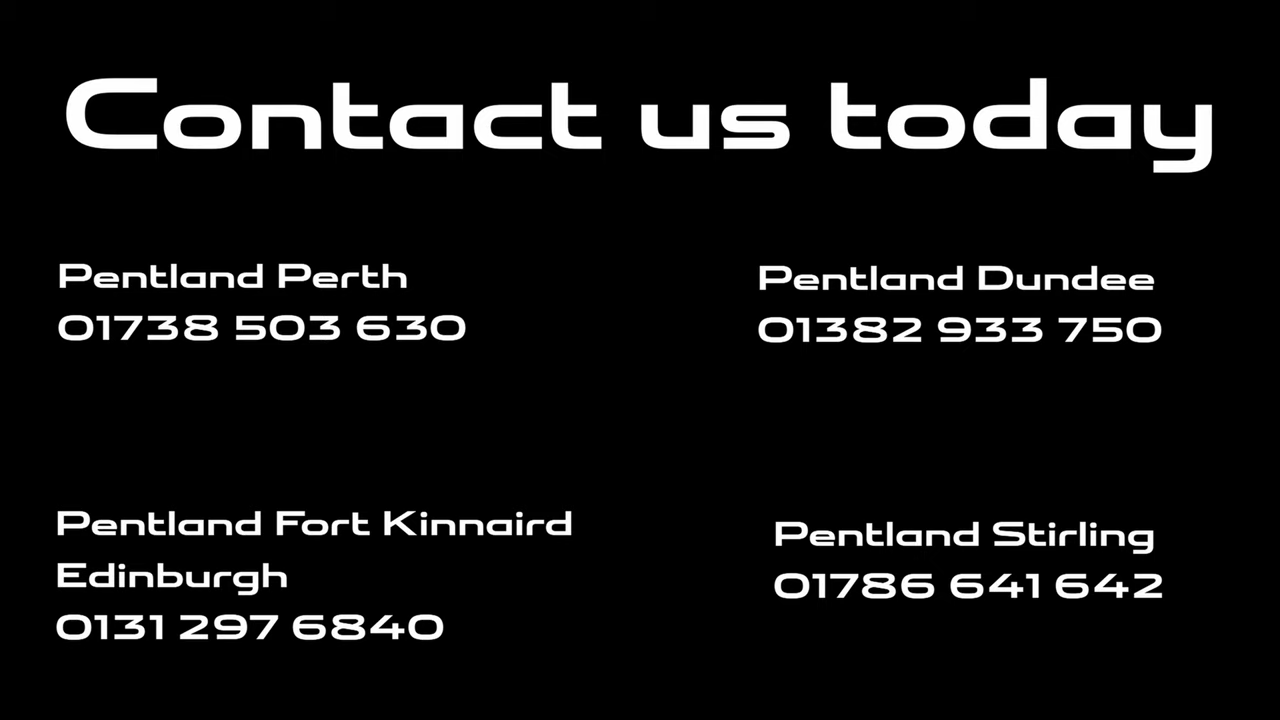 Contact us today
Pentland Perth
01738 503 630
Pentland Dundee
01382 933 750
Pentland Fort Kinnaird
Edinburgh
0131 297 6840
Pentland Stirling
01786 641 642